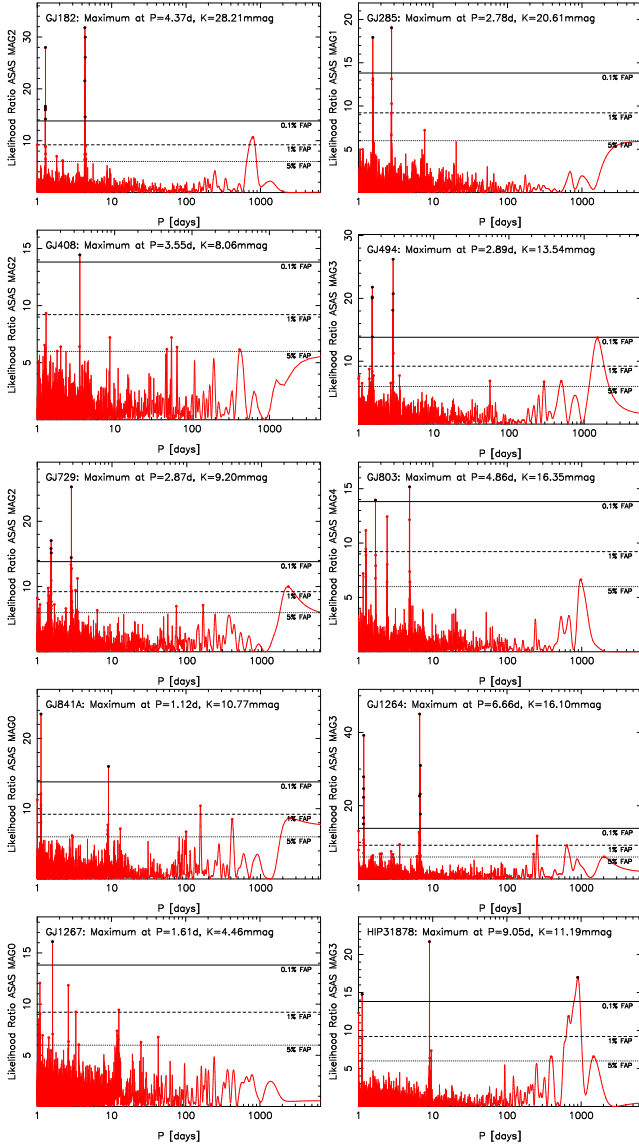 GJ182: Maximum at P=4.37d, K=28.21mmag
Likelihood Ratio ASAS MAG2
30
20
10
0.1% FAP
1% FAP
5% FAP
1
10
100
1000
P [days]
GJ285: Maximum at P=2.78d, K=20.61mmag
Likelihood Ratio ASAS MAG1
20
15
10
5
0.1% FAP
1% FAP
5% FAP
1
10
100
1000
P [days]
GJ408: Maximum at P=3.55d, K=8.06mmag
Likelihood Ratio ASAS MAG2
15
10
5
0.1% FAP
1% FAP
5% FAP
1
10
100
1000
P [days]
GJ494: Maximum at P=2.89d, K=13.54mmag
Likelihood Ratio ASAS MAG3
30
20
10
0.1% FAP
1% FAP
5% FAP
1
10
100
1000
P [days]
GJ729: Maximum at P=2.87d, K=9.20mmag
Likelihood Ratio ASAS MAG2
20
10
0.1% FAP
1% FAP
5% FAP
1
10
100
1000
P [days]
GJ803: Maximum at P=4.86d, K=16.35mmag
Likelihood Ratio ASAS MAG4
15
10
5
0.1% FAP
1% FAP
5% FAP
1
10
100
1000
P [days]
GJ841A: Maximum at P=1.12d, K=10.77mmag
Likelihood Ratio ASAS MAG0
20
10
0.1% FAP
1% FAP
5% FAP
1
10
100
1000
P [days]
GJ1264: Maximum at P=6.66d, K=16.10mmag
Likelihood Ratio ASAS MAG3
40
20
0.1% FAP
1% FAP
5% FAP
1
10
100
1000
P [days]
GJ1267: Maximum at P=1.61d, K=4.46mmag
Likelihood Ratio ASAS MAG0
15
10
5
0.1% FAP
1% FAP
5% FAP
1
10
100
1000
P [days]
HIP31878: Maximum at P=9.05d, K=11.19mmag
Likelihood Ratio ASAS MAG3
20
15
10
5
0.1% FAP
1% FAP
5% FAP
1
10
100
1000
P [days]